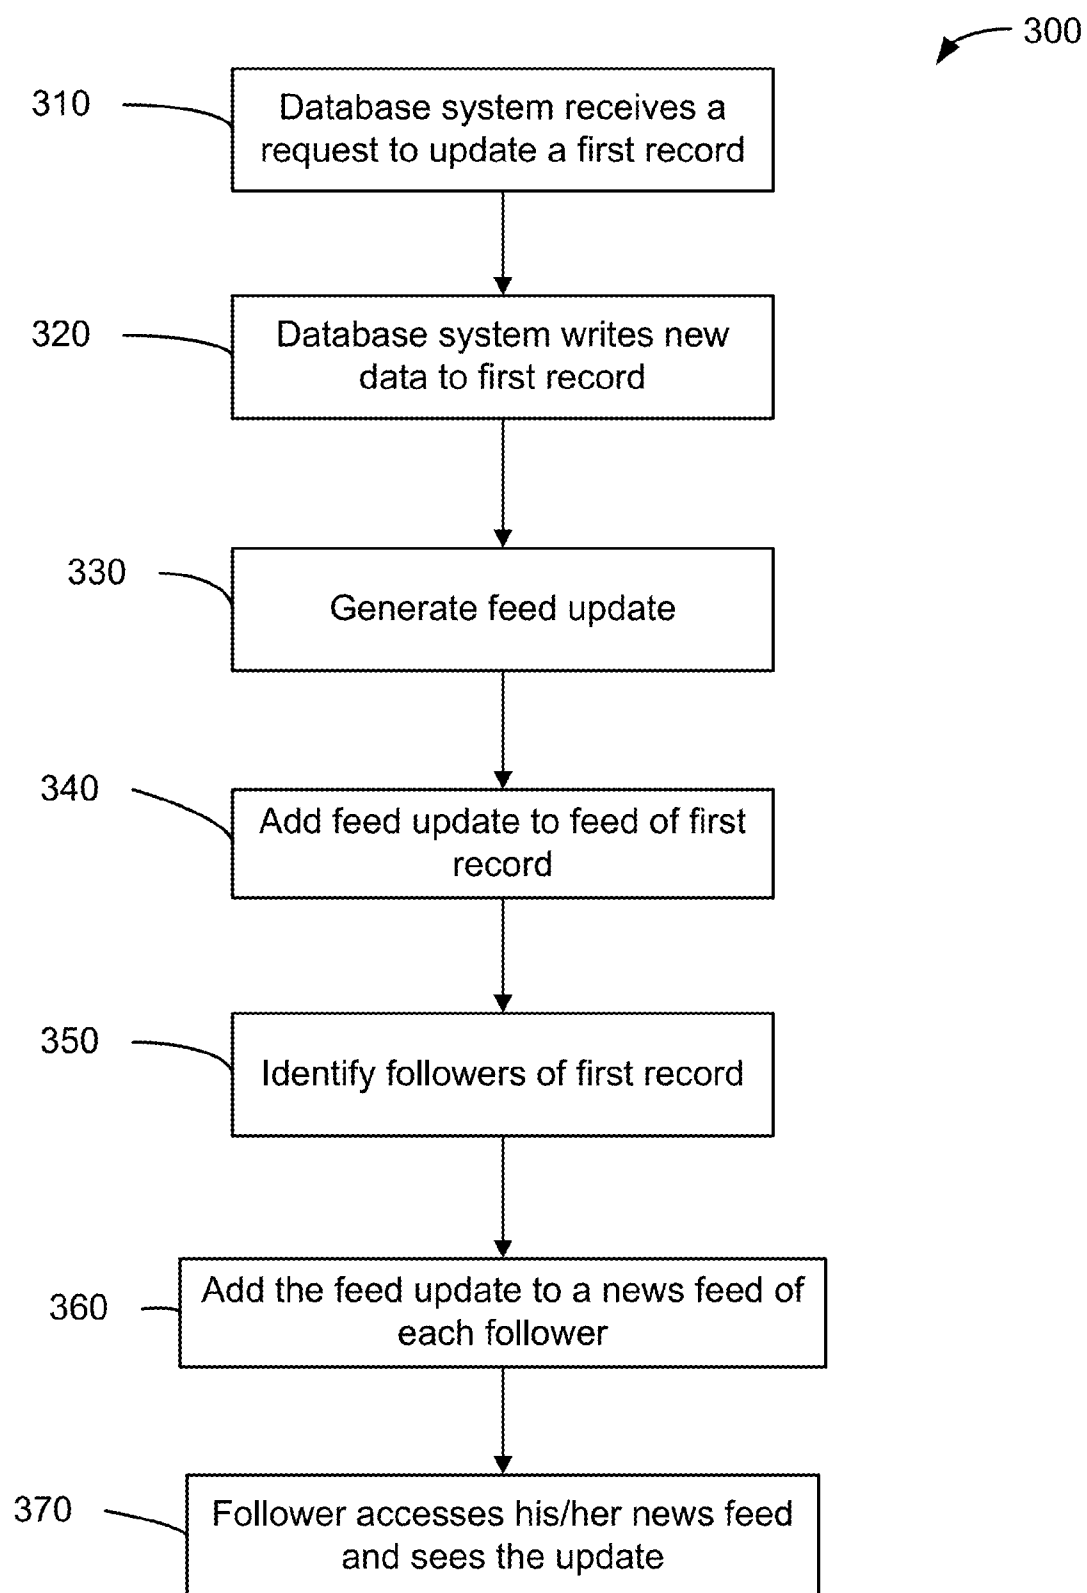 300
310
Database system receives a
request to update a first record
320
Database system writes new
data to first record
330
Generate feed update
340
Add feed update to feed of first
record
350
Identify followers of first record
360
Add the feed update to a news feed of
each follower
370
Follower accesses his/her news feed
and sees the update